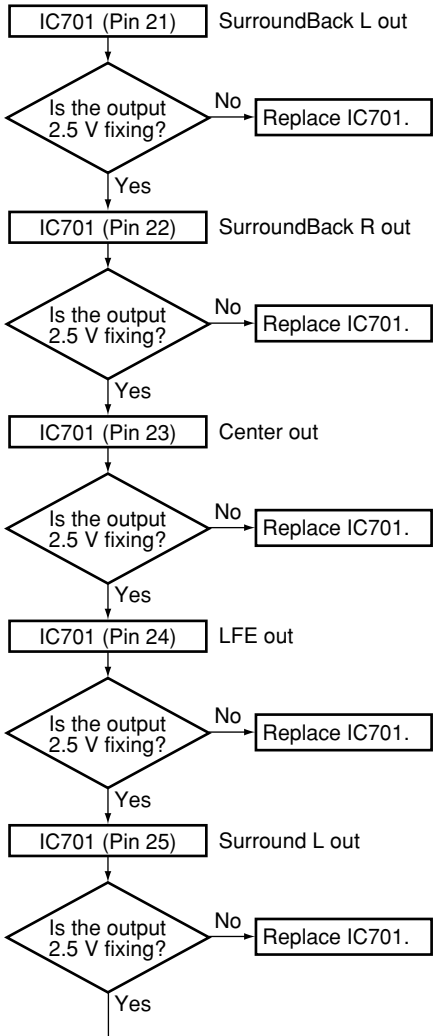 IC701 (Pin 21) SurroundBack L out
Is the output
2.5 V fixing?
No
Replace IC701.
Yes
IC701 (Pin 22) SurroundBack R out
Is the output
2.5 V fixing?
No
Replace IC701.
Yes
IC701 (Pin 23) Center out
Is the output
2.5 V fixing?
No
Replace IC701.
Yes
IC701 (Pin 24) LFE out
Is the output
2.5 V fixing?
No
Replace IC701.
Yes
IC701 (Pin 25) Surround L out
Is the output
2.5 V fixing?
No
Replace IC701.
Yes